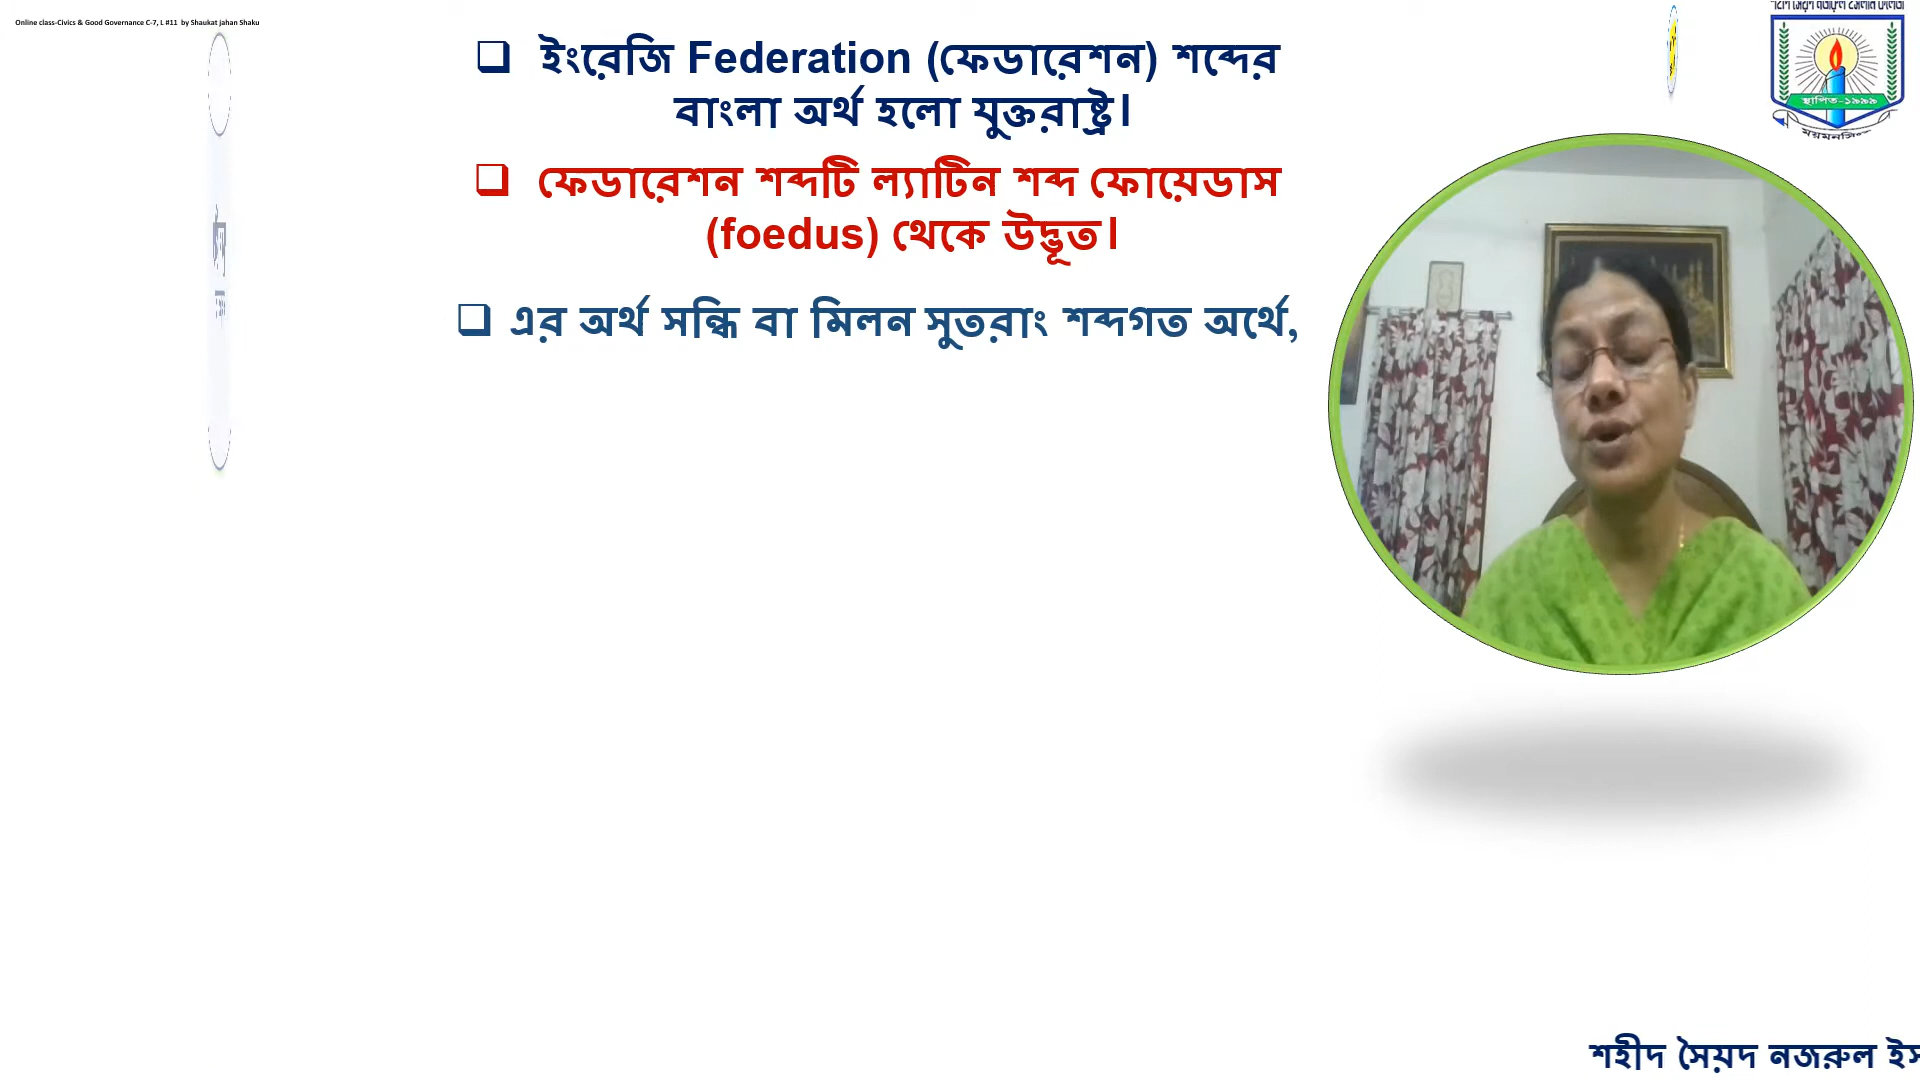 Online class-Civics & Good Governance C-7, L #11 by Shaukat jahan Shaku
ইংরেজি Federation (ফেডারেশন) শব্দের
বাংলা অর্থ হলো যুক্তরাষ্ট্র।
ফেডারেশন শব্দটি ল্যাটিন শব্দ ফোয়েডাস
(foedus) থেকে উদ্ভূত।
এর অর্থ সন্ধি বা মিলন সুতরাং শব্দগত অর্থে,
স্থাপিত-১৯৯৯
শহীদ সৈয়দ নজরুল